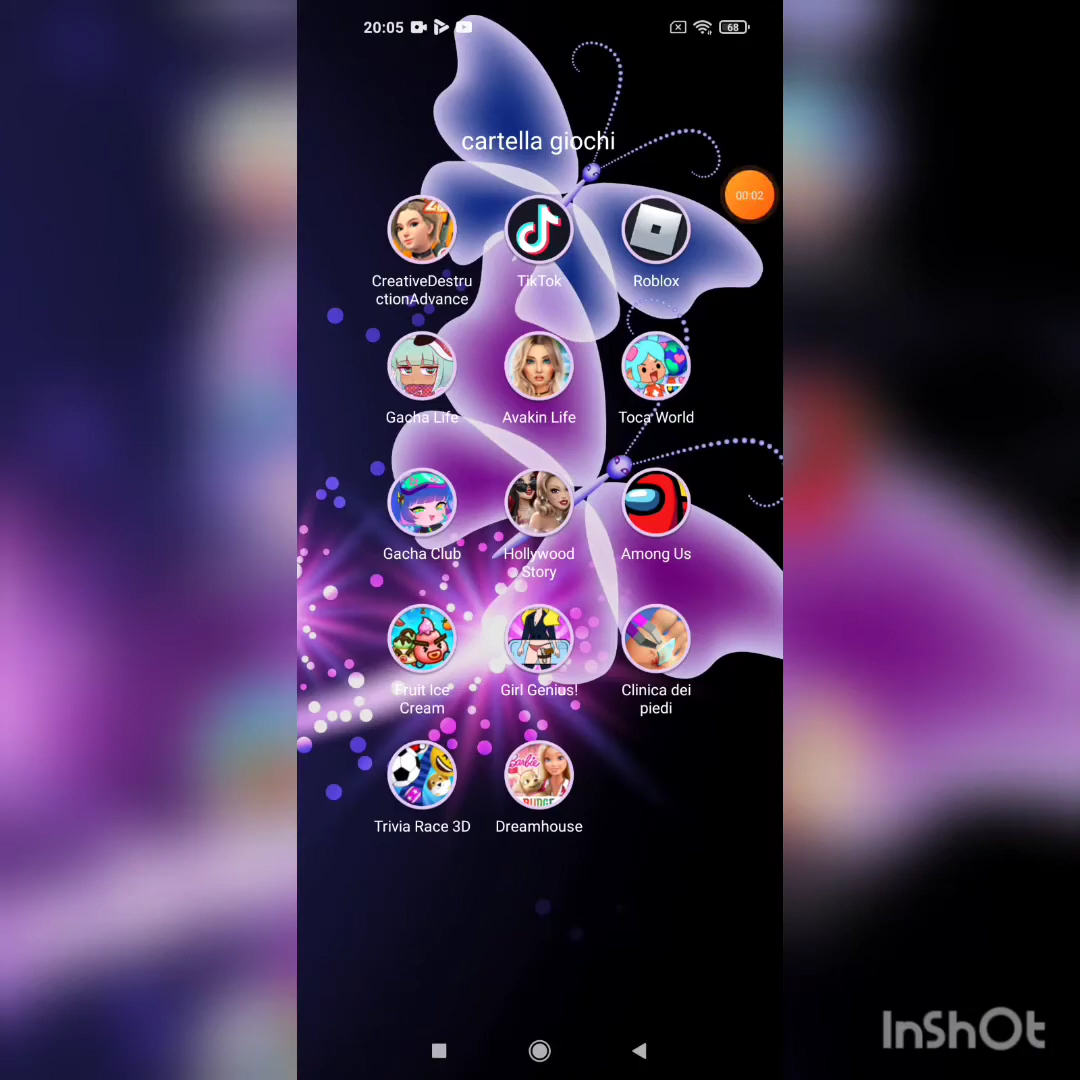 20:05
68
cartella giochi
00:02
CreativeDestru
ctionAdvance
TikTok
Roblox
Gacha Life
Avakin Life
Toca World
Gacha Club
Hollywood
Story
Among Us
Fruit Ice
Cream
Girl Genius!
Clinica dei
piedi
Barbie
Trivia Race 3D
Dreamhouse
InShOt